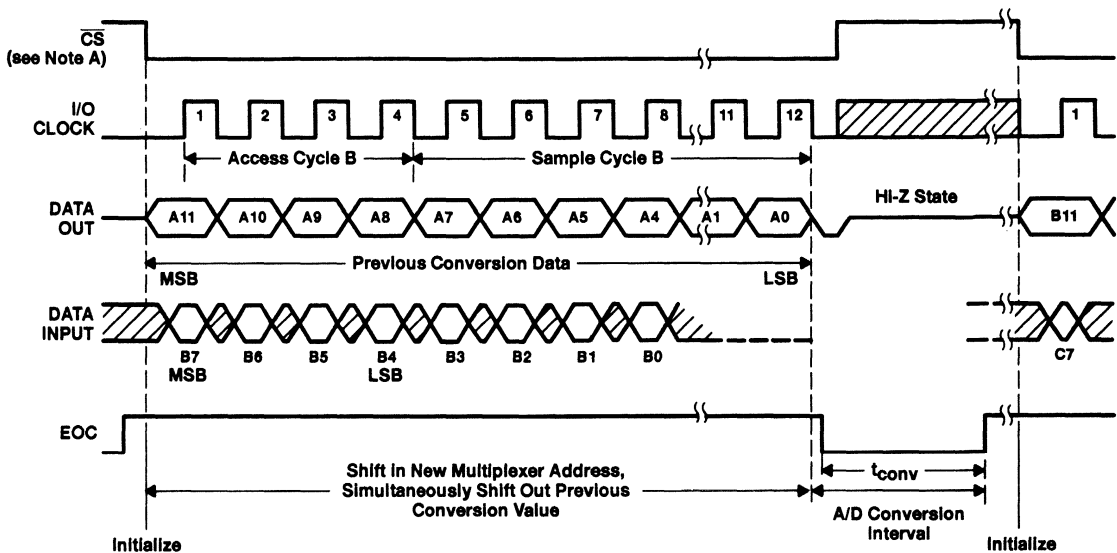 CS
(see Note A)
I/O
CLOCK
1 2 3 4 5 6 7 8 11 12 1
Access Cycle B
Sample Cycle B
DATA
OUT
A11 A10 A9 A8 A7 A6 A5 A4 A1 A0
Hi-Z State
B11
Previous Conversion Data
MSB
LSB
DATA
INPUT
B7 B6 B5 B4 B3 B2 B1 B0
C7
MSB
LSB
EOC
Shift in New Multiplexer Address,
Simultaneously Shift Out Previous
Conversion Value
tconv
A/D Conversion
Interval
Initialize
Initialize